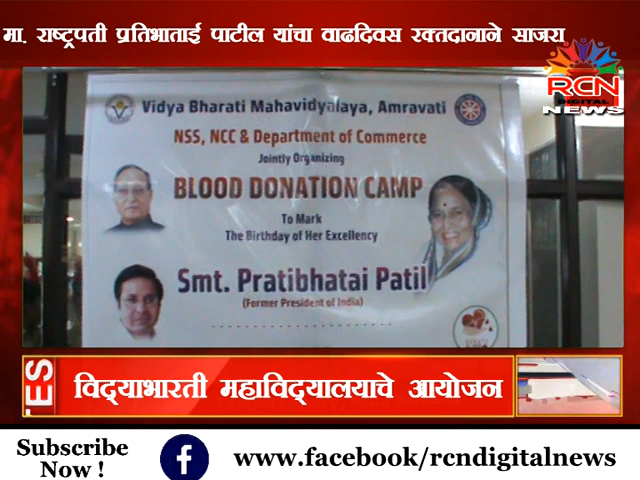 मा. राष्ट्रपती प्रतिभाताई पाटील यांचा वाढदिवस रक्तदानाने साजरा
RCN
DIGITAL
NEWS
Vidya Bharati Mahavidyalaya, Amravati
NSS, NCC & Department of Commerce
Jointly Organizing
BLOOD DONATION CAMP
To Mark
The Birthday of Her Excellency
Smt. Pratibhatai Patil
(Former President of India)
TES
विद्याभारती महाविद्यालयाचे आयोजन
Subscribe
Now !
f
www.facebook/rcndigitalnews